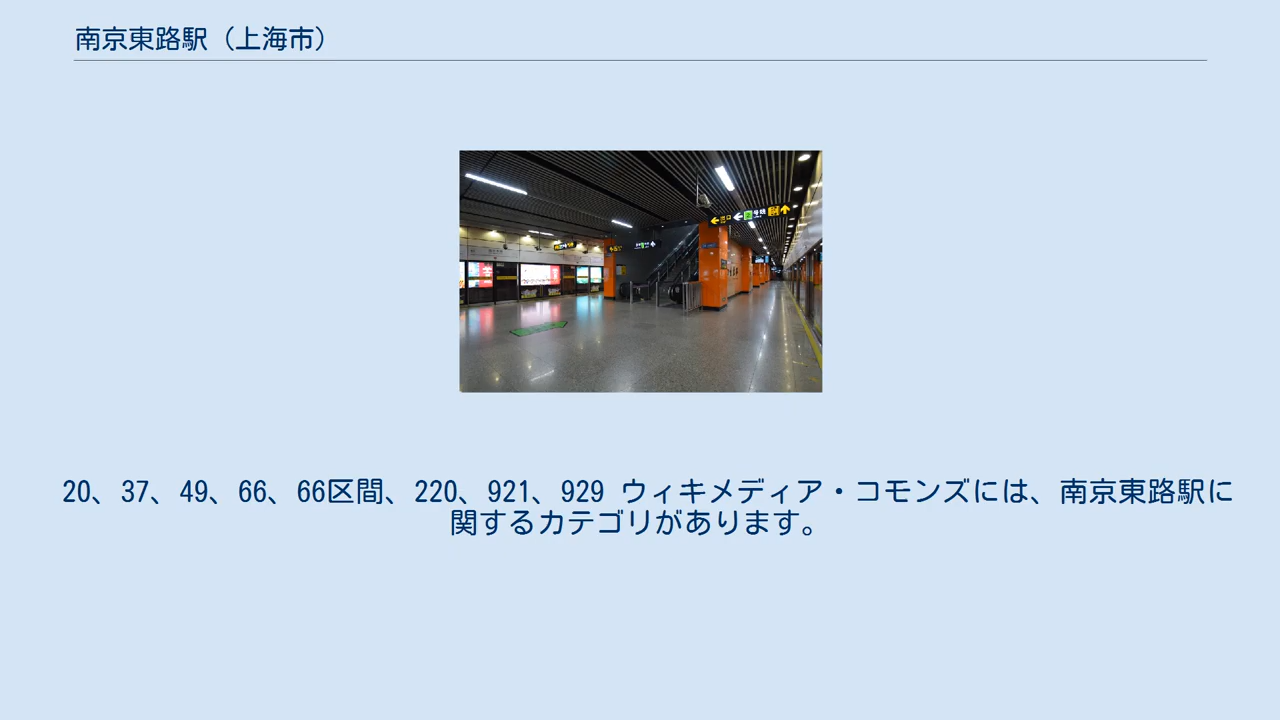 南京東路駅（上海市）
20、37、49、66、66区間、220、921、929 ウィキメディア・コモンズには、南京東路駅に
関するカテゴリがあります。